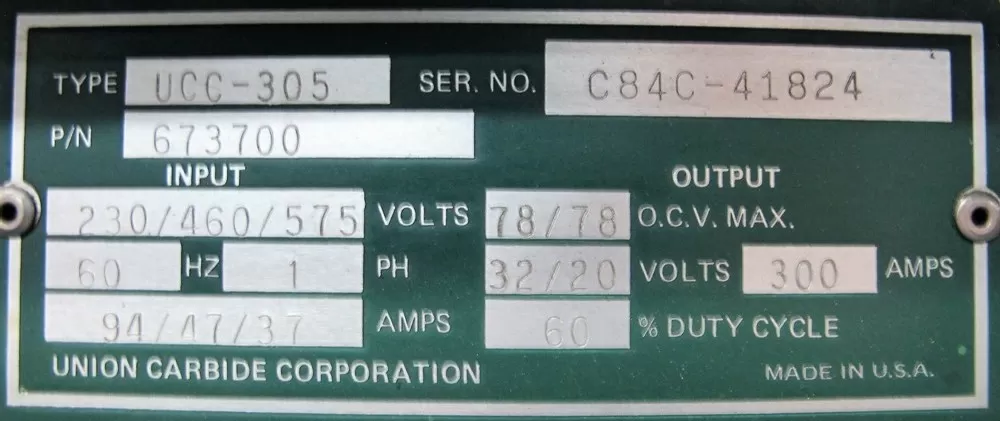 TYPE UCC-305 SER. NO. C84C-41824
P/N 673700
INPUT OUTPUT
230/460/575 VOLTS 78/78 O.C.V. MAX.
60 HZ 1 PH 32/20 VOLTS 300 AMPS
94/47/37 AMPS 60 % DUTY CYCLE
UNION CARBIDE CORPORATION MADE IN U.S.A.